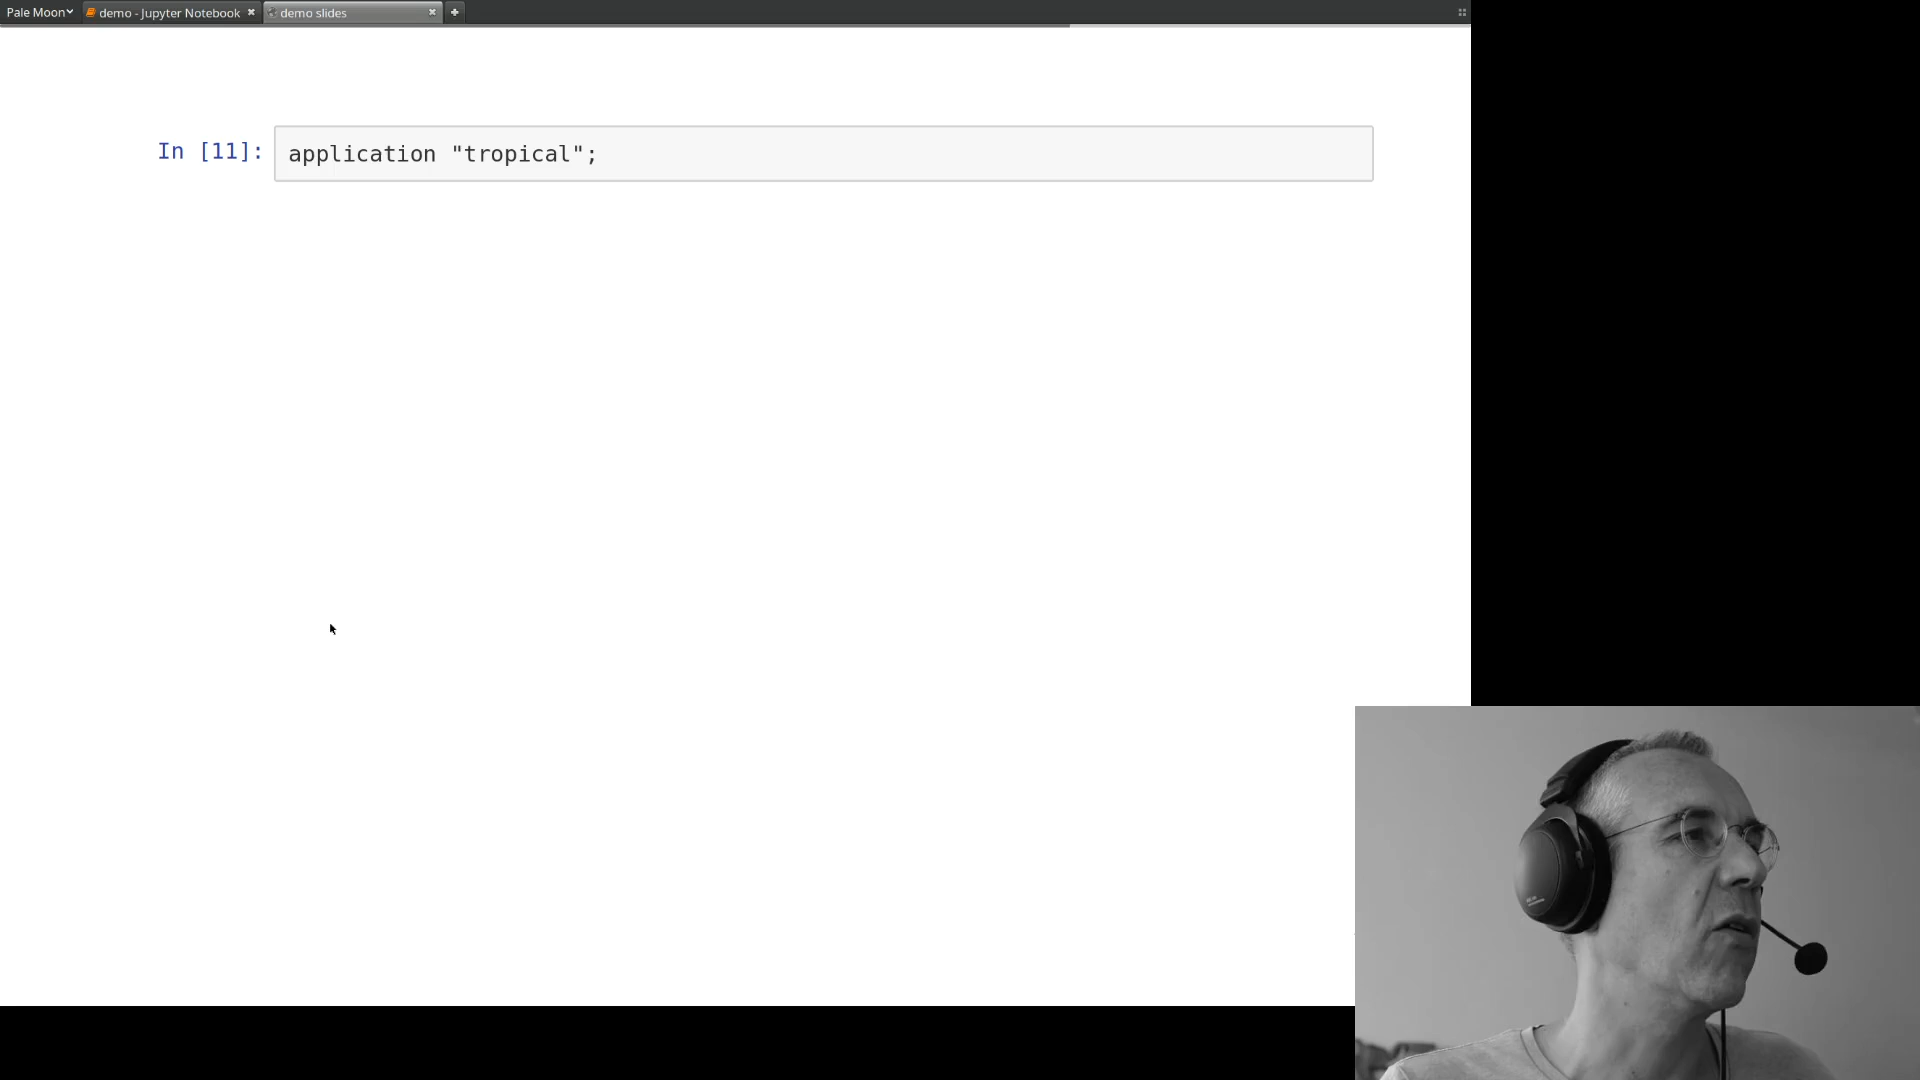 Pale Moon
demo - Jupyter Notebook
demo slides
In [11]:
application "tropical";